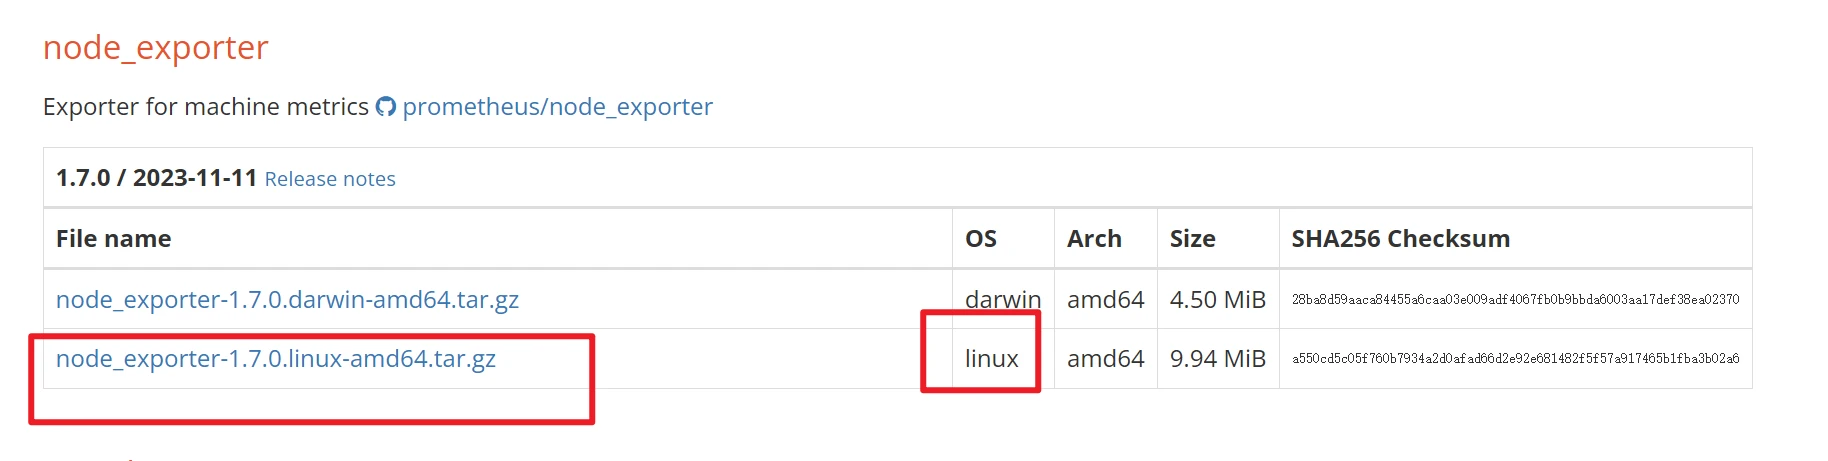 node_exporter
Exporter for machine metrics prometheus/node_exporter
1.7.0 / 2023-11-11 Release notes
File name OS Arch Size SHA256 Checksum
node_exporter-1.7.0.darwin-amd64.tar.gz darwin amd64 4.50 MiB 28ba8d59aaca84455a6caa03e009adf4067fb0b9bbda6003aa17def38ea02370
node_exporter-1.7.0.linux-amd64.tar.gz linux amd64 9.94 MiB a550cd5c05f760b7934a2d0afad66d2e92e681482f5f57a917465b1fba3b02a6